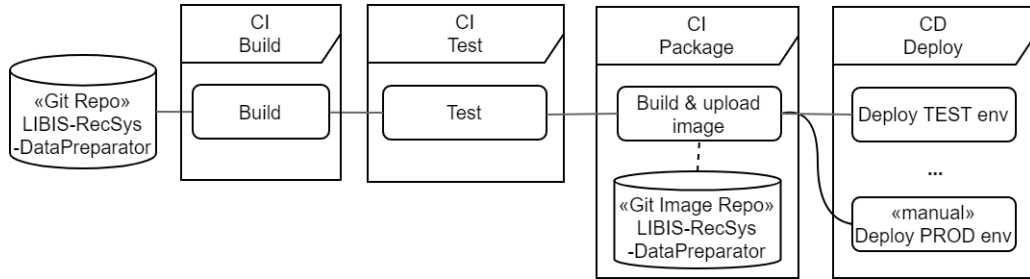 CI
Build
CI
Test
CI
Package
CD
Deploy
«Git Repo»
LIBIS-RecSys
-DataPreparator
Build
Test
Build & upload
image
Deploy TEST env
...
«Git Image Repo»
LIBIS-RecSys
-DataPreparator
«manual»
Deploy PROD env